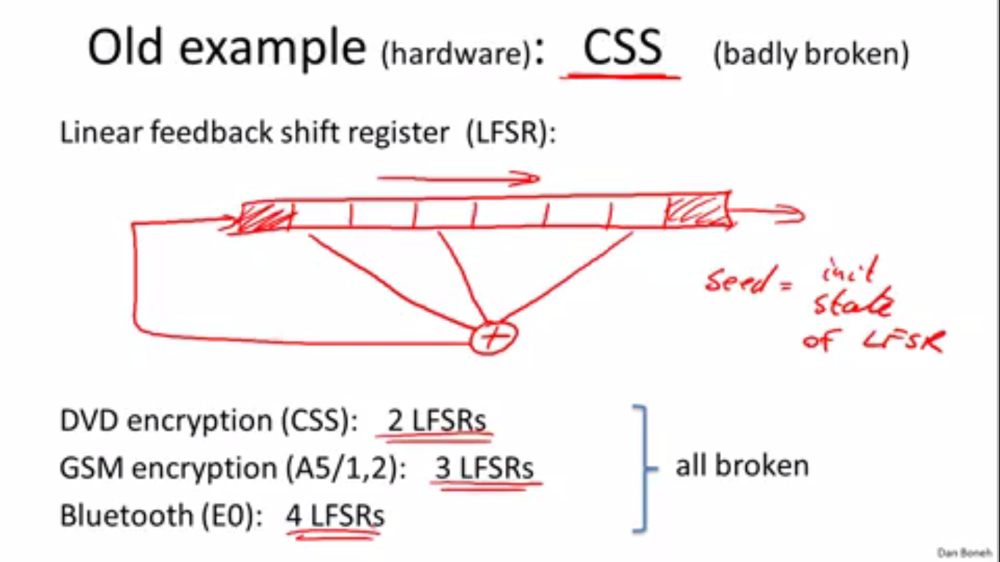 Old example (hardware): CSS (badly broken)
Linear feedback shift register (LFSR):
seed = init
state
of LFSR
DVD encryption (CSS): 2 LFSRs
GSM encryption (A5/1,2): 3 LFSRs
Bluetooth (E0): 4 LFSRs
all broken
Dan Boneh